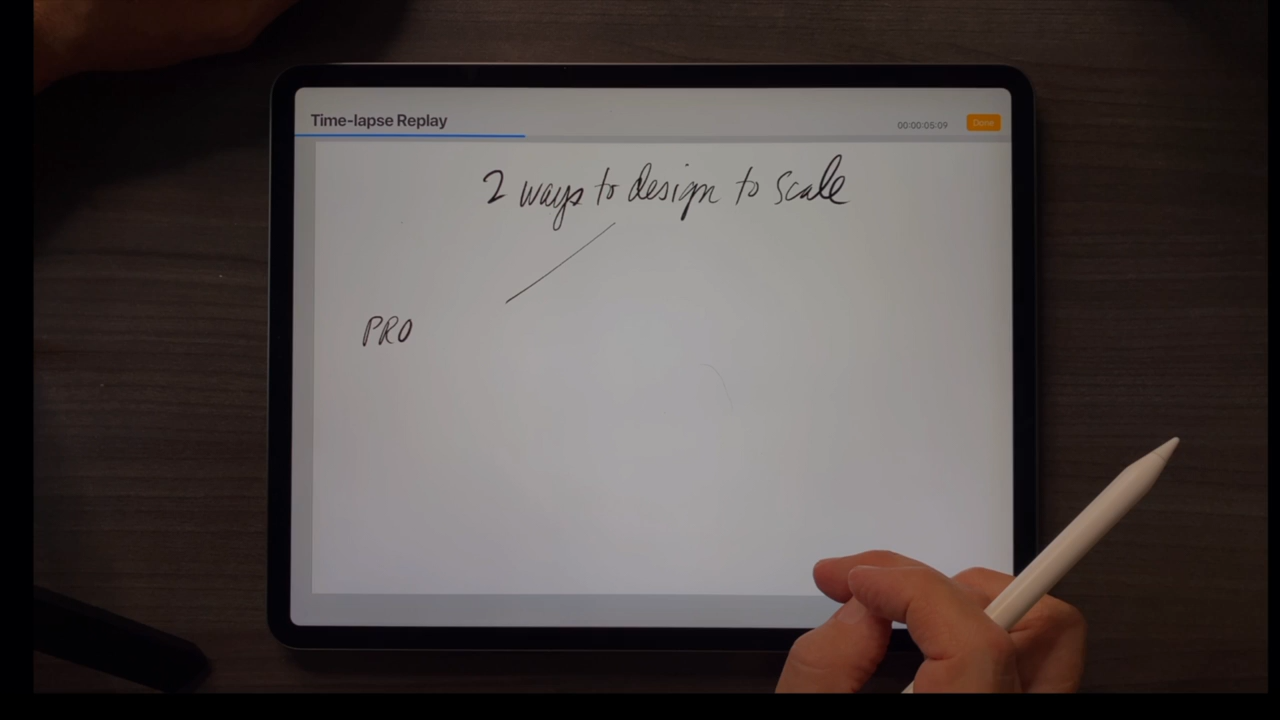 Time-lapse Replay
00:00:05:09
Done
2 ways to design to scale
PRO